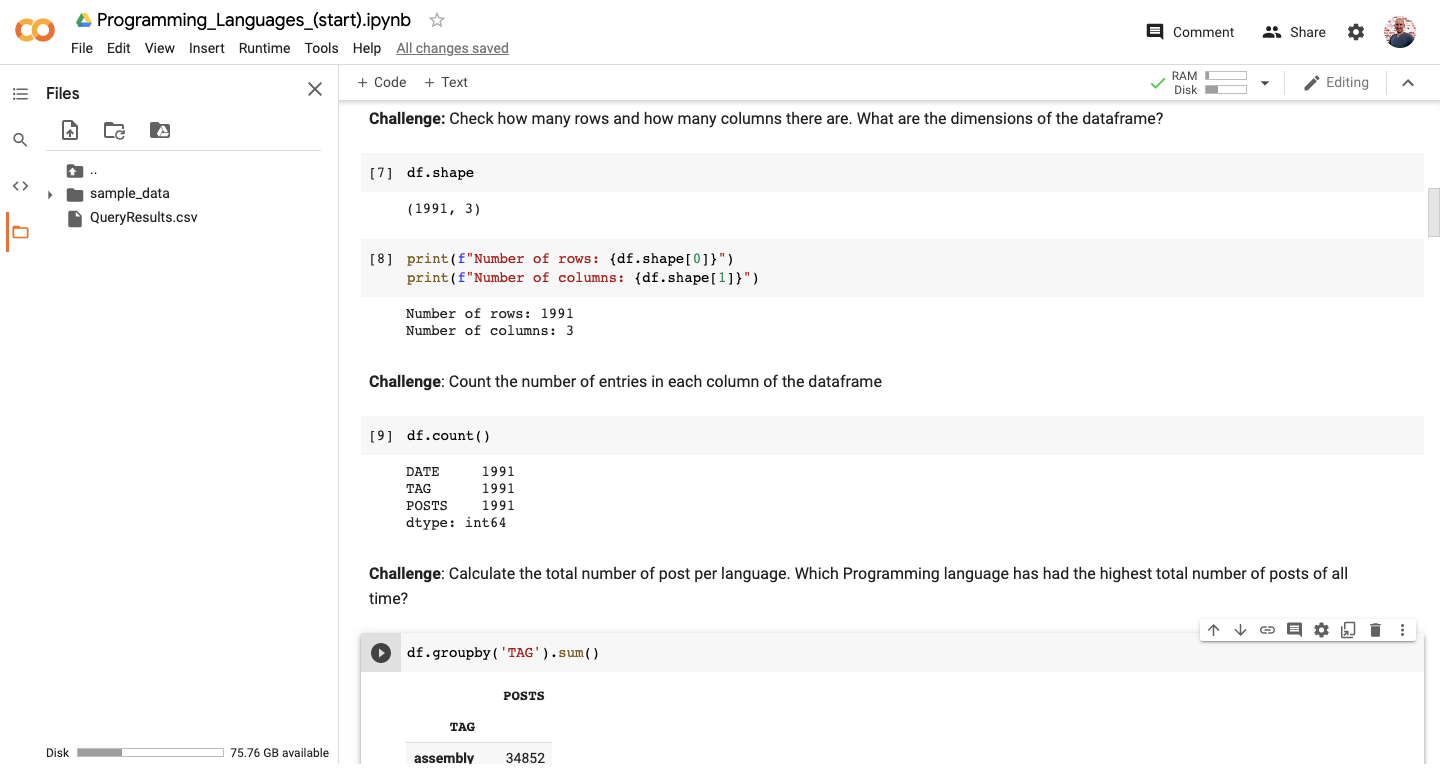 Programming_Languages_(start).ipynb
File Edit View Insert Runtime Tools Help All changes saved
Comment
Share
Files
+ Code + Text
RAM
Disk
Editing
..
sample_data
QueryResults.csv
Challenge: Check how many rows and how many columns there are. What are the dimensions of the dataframe?
[7] df.shape
(1991, 3)
[8] print(f"Number of rows: {df.shape[0]}")
print(f"Number of columns: {df.shape[1]}")
Number of rows: 1991
Number of columns: 3
Challenge: Count the number of entries in each column of the dataframe
[9] df.count()
DATE 1991
TAG 1991
POSTS 1991
dtype: int64
Challenge: Calculate the total number of post per language. Which Programming language has had the highest total number of posts of all
time?
df.groupby('TAG').sum()
POSTS
TAG
assembly 34852
Disk 75.76 GB available